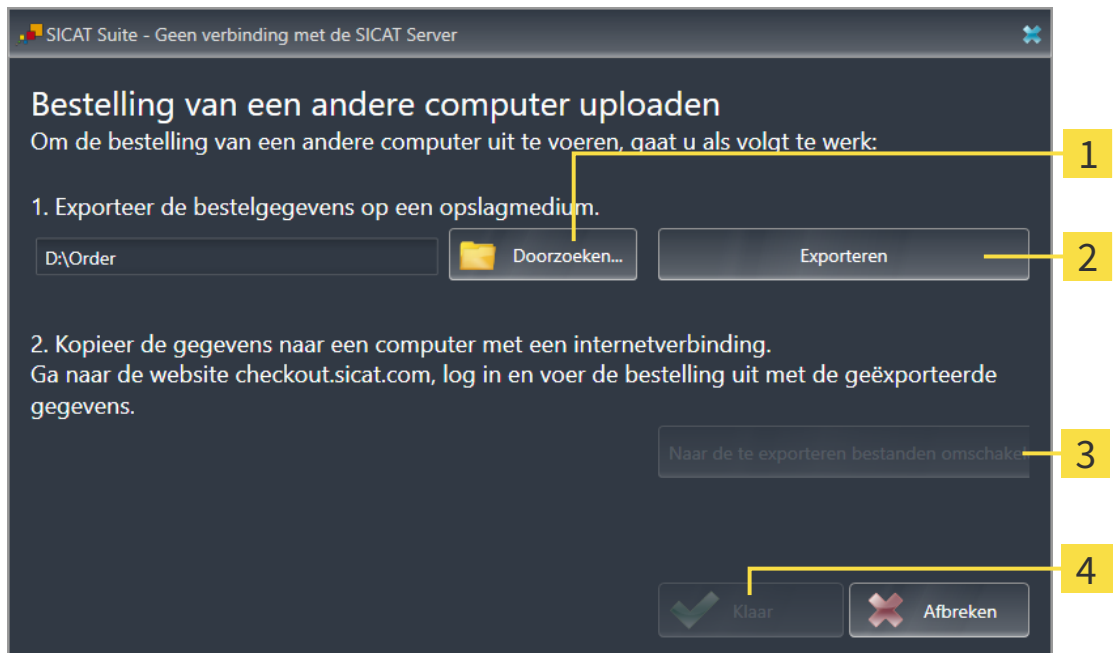 SICAT Suite - Geen verbinding met de SICAT Server
Bestelling van een andere computer uploaden
Om de bestelling van een andere computer uit te voeren, gaat u als volgt te werk:
1
1. Exporteer de bestelgegevens op een opslagmedium.
D:\Order
Doorzoeken...
Exporteren
2
2. Kopieer de gegevens naar een computer met een internetverbinding.
Ga naar de website checkout.sicat.com, log in en voer de bestelling uit met de geëxporteerde
gegevens.
Naar de te exporteren bestanden omschakel
3
4
Klaar
Afbreken